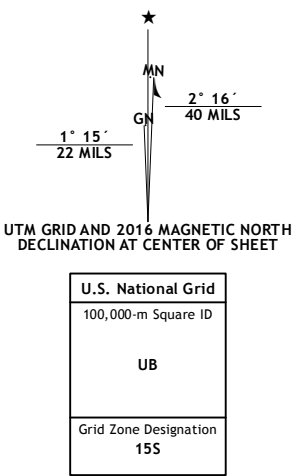 MN
GN
2° 16´
40 MILS
1° 15´
22 MILS
UTM GRID AND 2016 MAGNETIC NORTH
DECLINATION AT CENTER OF SHEET
U.S. National Grid
100,000-m Square ID
UB
Grid Zone Designation
15S